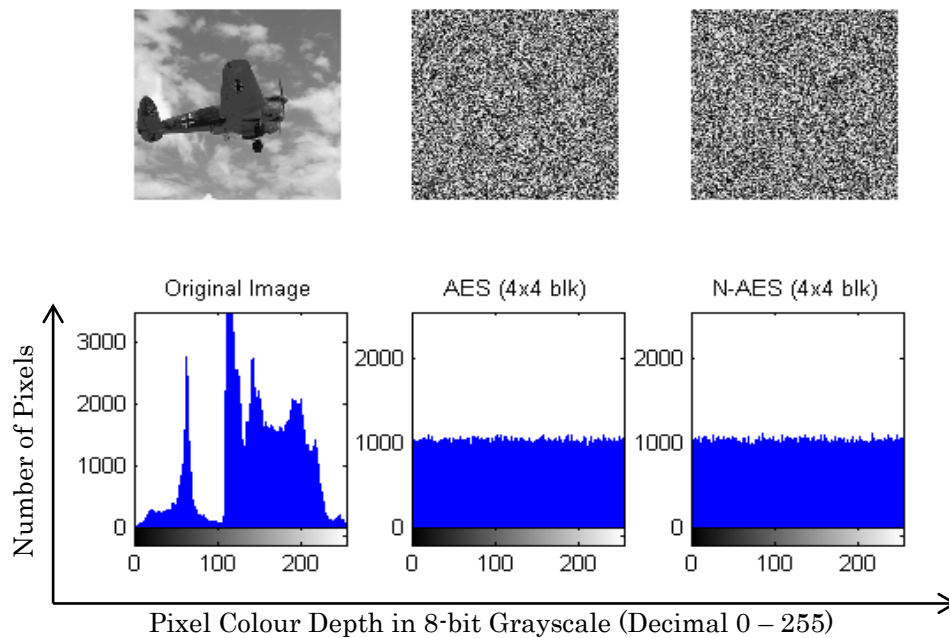 Original Image
AES (4x4 blk)
N-AES (4x4 blk)
Number of Pixels
3000
2000
1000
0
2000
1000
0
2000
1000
0
0 100 200
0 100 200
0 100 200
Pixel Colour Depth in 8-bit Grayscale (Decimal 0 – 255)